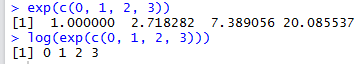 > exp(c(0, 1, 2, 3))
[1]  1.000000  2.718282  7.389056 20.085537
> log(exp(c(0, 1, 2, 3)))
[1] 0 1 2 3